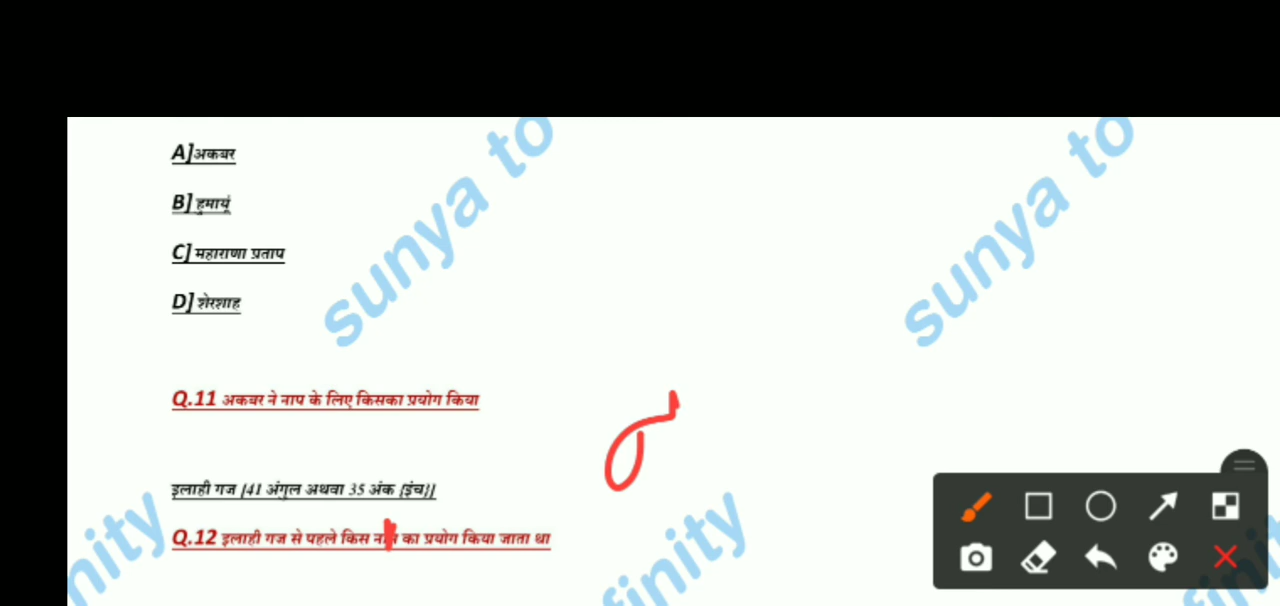 A]अकबर
B] हुमायूं
C] महाराणा प्रताप
D] शेरशाह
sunya to
sunya to
Q.11 अकबर ने नाप के लिए किसका प्रयोग किया
इलाही गज [41 अंगुल अथवा 35 अंक {इंच}]
Q.12 इलाही गज से पहले किस का प्रयोग किया जाता था
nity
finity